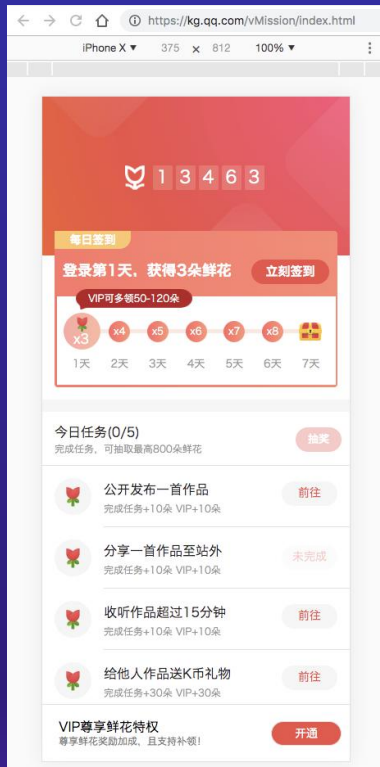 https://kg.qq.com/vMission/index.html
iPhone X ▼ 375 × 812 100% ▼
13463
每日签到
登录第1天，获得3朵鲜花
立刻签到
VIP可多领50-120朵
x3 x4 x5 x6 x7 x8
1天 2天 3天 4天 5天 6天 7天
今日任务(0/5)
完成任务，可抽取最高800朵鲜花
抽奖
公开发布一首作品
完成任务+10朵 VIP+10朵
前往
分享一首作品至站外
完成任务+10朵 VIP+10朵
未完成
收听作品超过15分钟
完成任务+10朵 VIP+10朵
前往
给他人作品送K币礼物
完成任务+30朵 VIP+30朵
前往
VIP尊享鲜花特权
尊享鲜花奖励加成，且支持补领！
开通